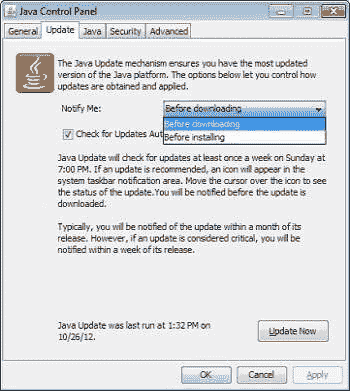 Java Control Panel
General Update Java Security Advanced
The Java Update mechanism ensures you have the most updated
version of the Java platform. The options below let you control how
updates are obtained and applied.
Notify Me: Before downloading
Before downloading
Check for Updates Aut
Before installing
Java Update will check for updates at least once a week on Sunday at
7:00 PM. If an update is recommended, an icon will appear in the
system taskbar notification area. Move the cursor over the icon to see
the status of the update.You will be notified before the update is
downloaded.
Typically, you will be notified of the update within a month of its
release. However, if an update is considered critical, you will be
notified within a week of its release.
Java Update was last run at 1:32 PM on
10/26/12.
Update Now
OK Cancel Apply